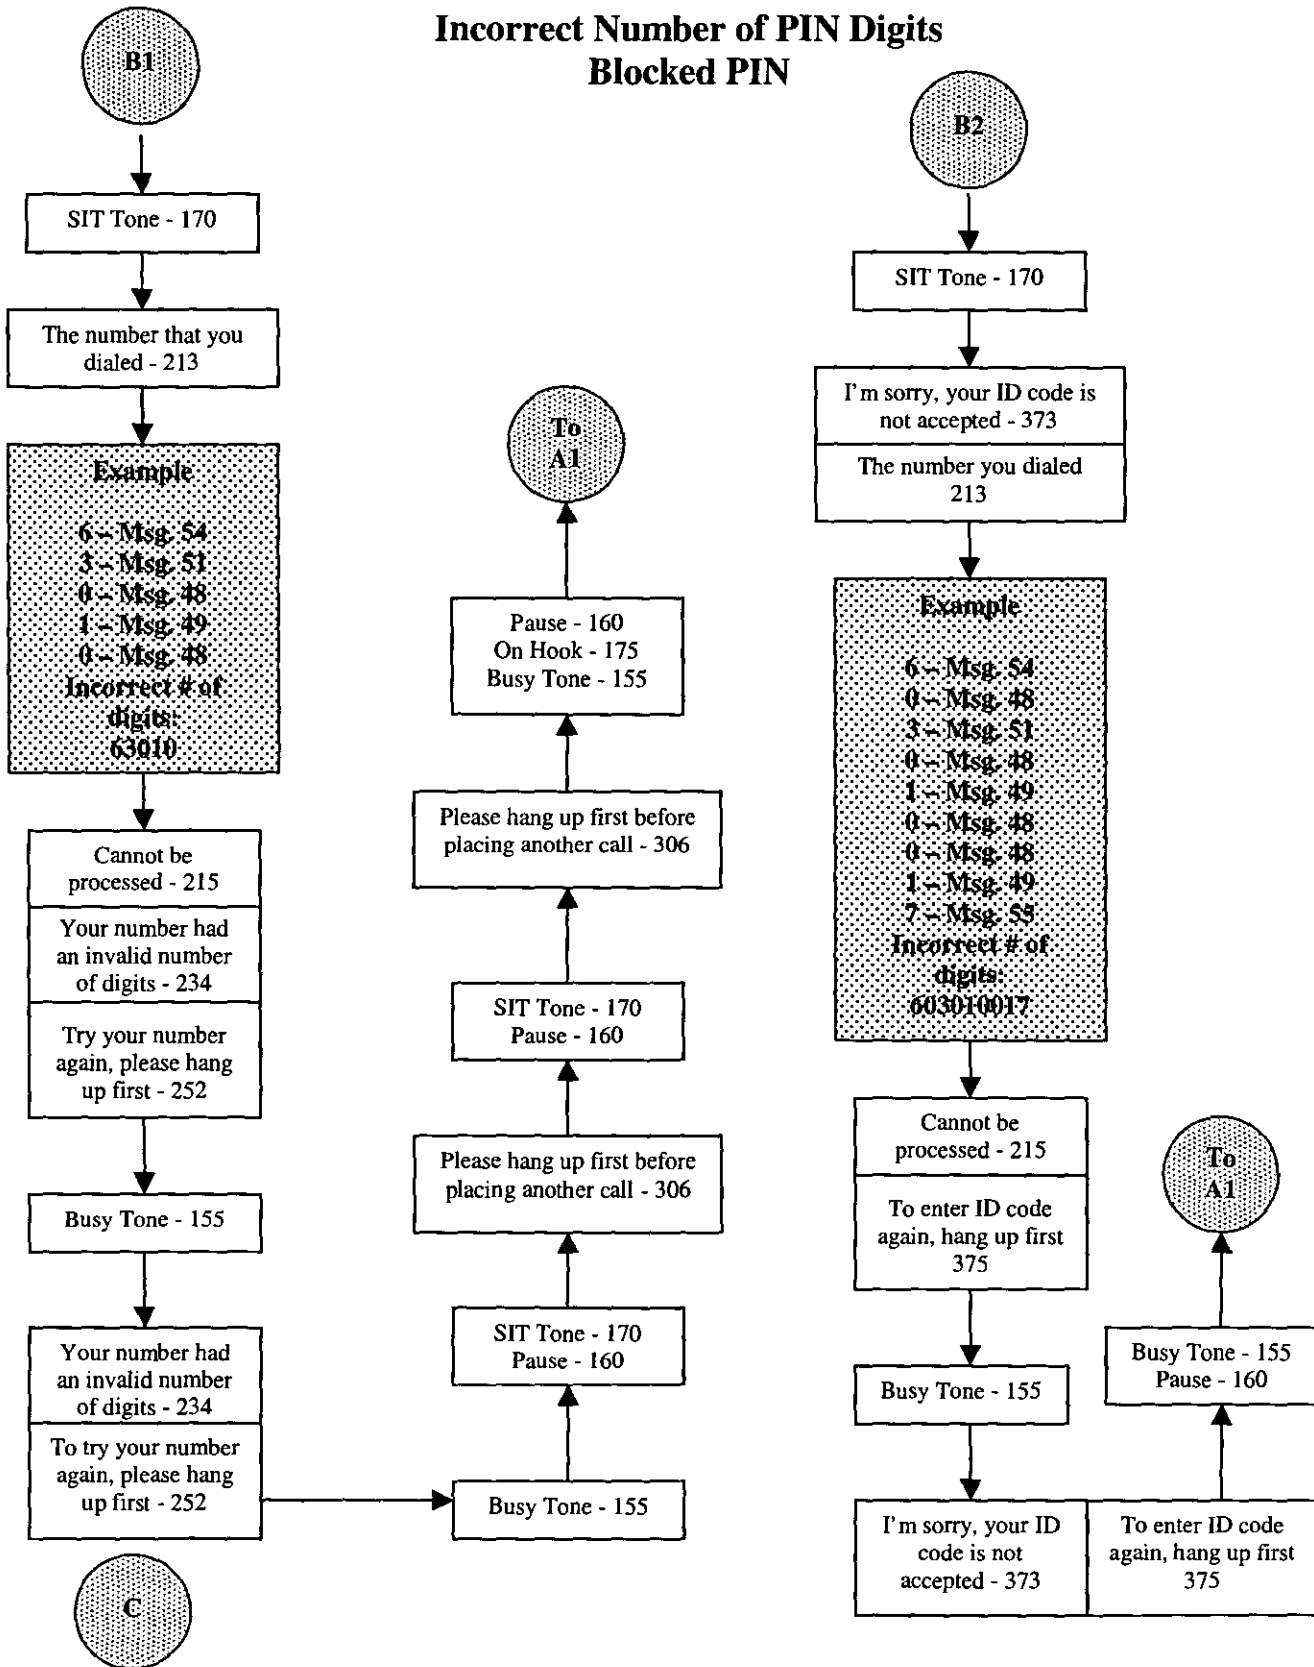 Incorrect Number of PIN Digits
Blocked PIN
B1
SIT Tone - 170
The number that you
dialed - 213
Example
6 – Msg. 54
3 – Msg. 51
0 – Msg. 48
1 – Msg. 49
0 – Msg. 48
Incorrect # of
digits:
63010
Cannot be
processed - 215
Your number had
an invalid number
of digits - 234
Try your number
again, please hang
up first - 252
Busy Tone - 155
Your number had
an invalid number
of digits - 234
To try your number
again, please hang
up first - 252
C
To
A1
Pause - 160
On Hook - 175
Busy Tone - 155
Please hang up first before
placing another call - 306
SIT Tone - 170
Pause - 160
Please hang up first before
placing another call - 306
SIT Tone - 170
Pause - 160
Busy Tone - 155
B2
SIT Tone - 170
I'm sorry, your ID code is
not accepted - 373
The number you dialed
213
Example
6 – Msg. 54
0 – Msg. 48
3 – Msg. 51
0 – Msg. 48
1 – Msg. 49
0 – Msg. 48
0 – Msg. 48
1 – Msg. 49
7 – Msg. 55
Incorrect # of
digits:
603010017
Cannot be
processed - 215
To enter ID code
again, hang up first
375
Busy Tone - 155
I'm sorry, your ID
code is not
accepted - 373
To enter ID code
again, hang up first
375
Busy Tone - 155
Pause - 160
To
A1